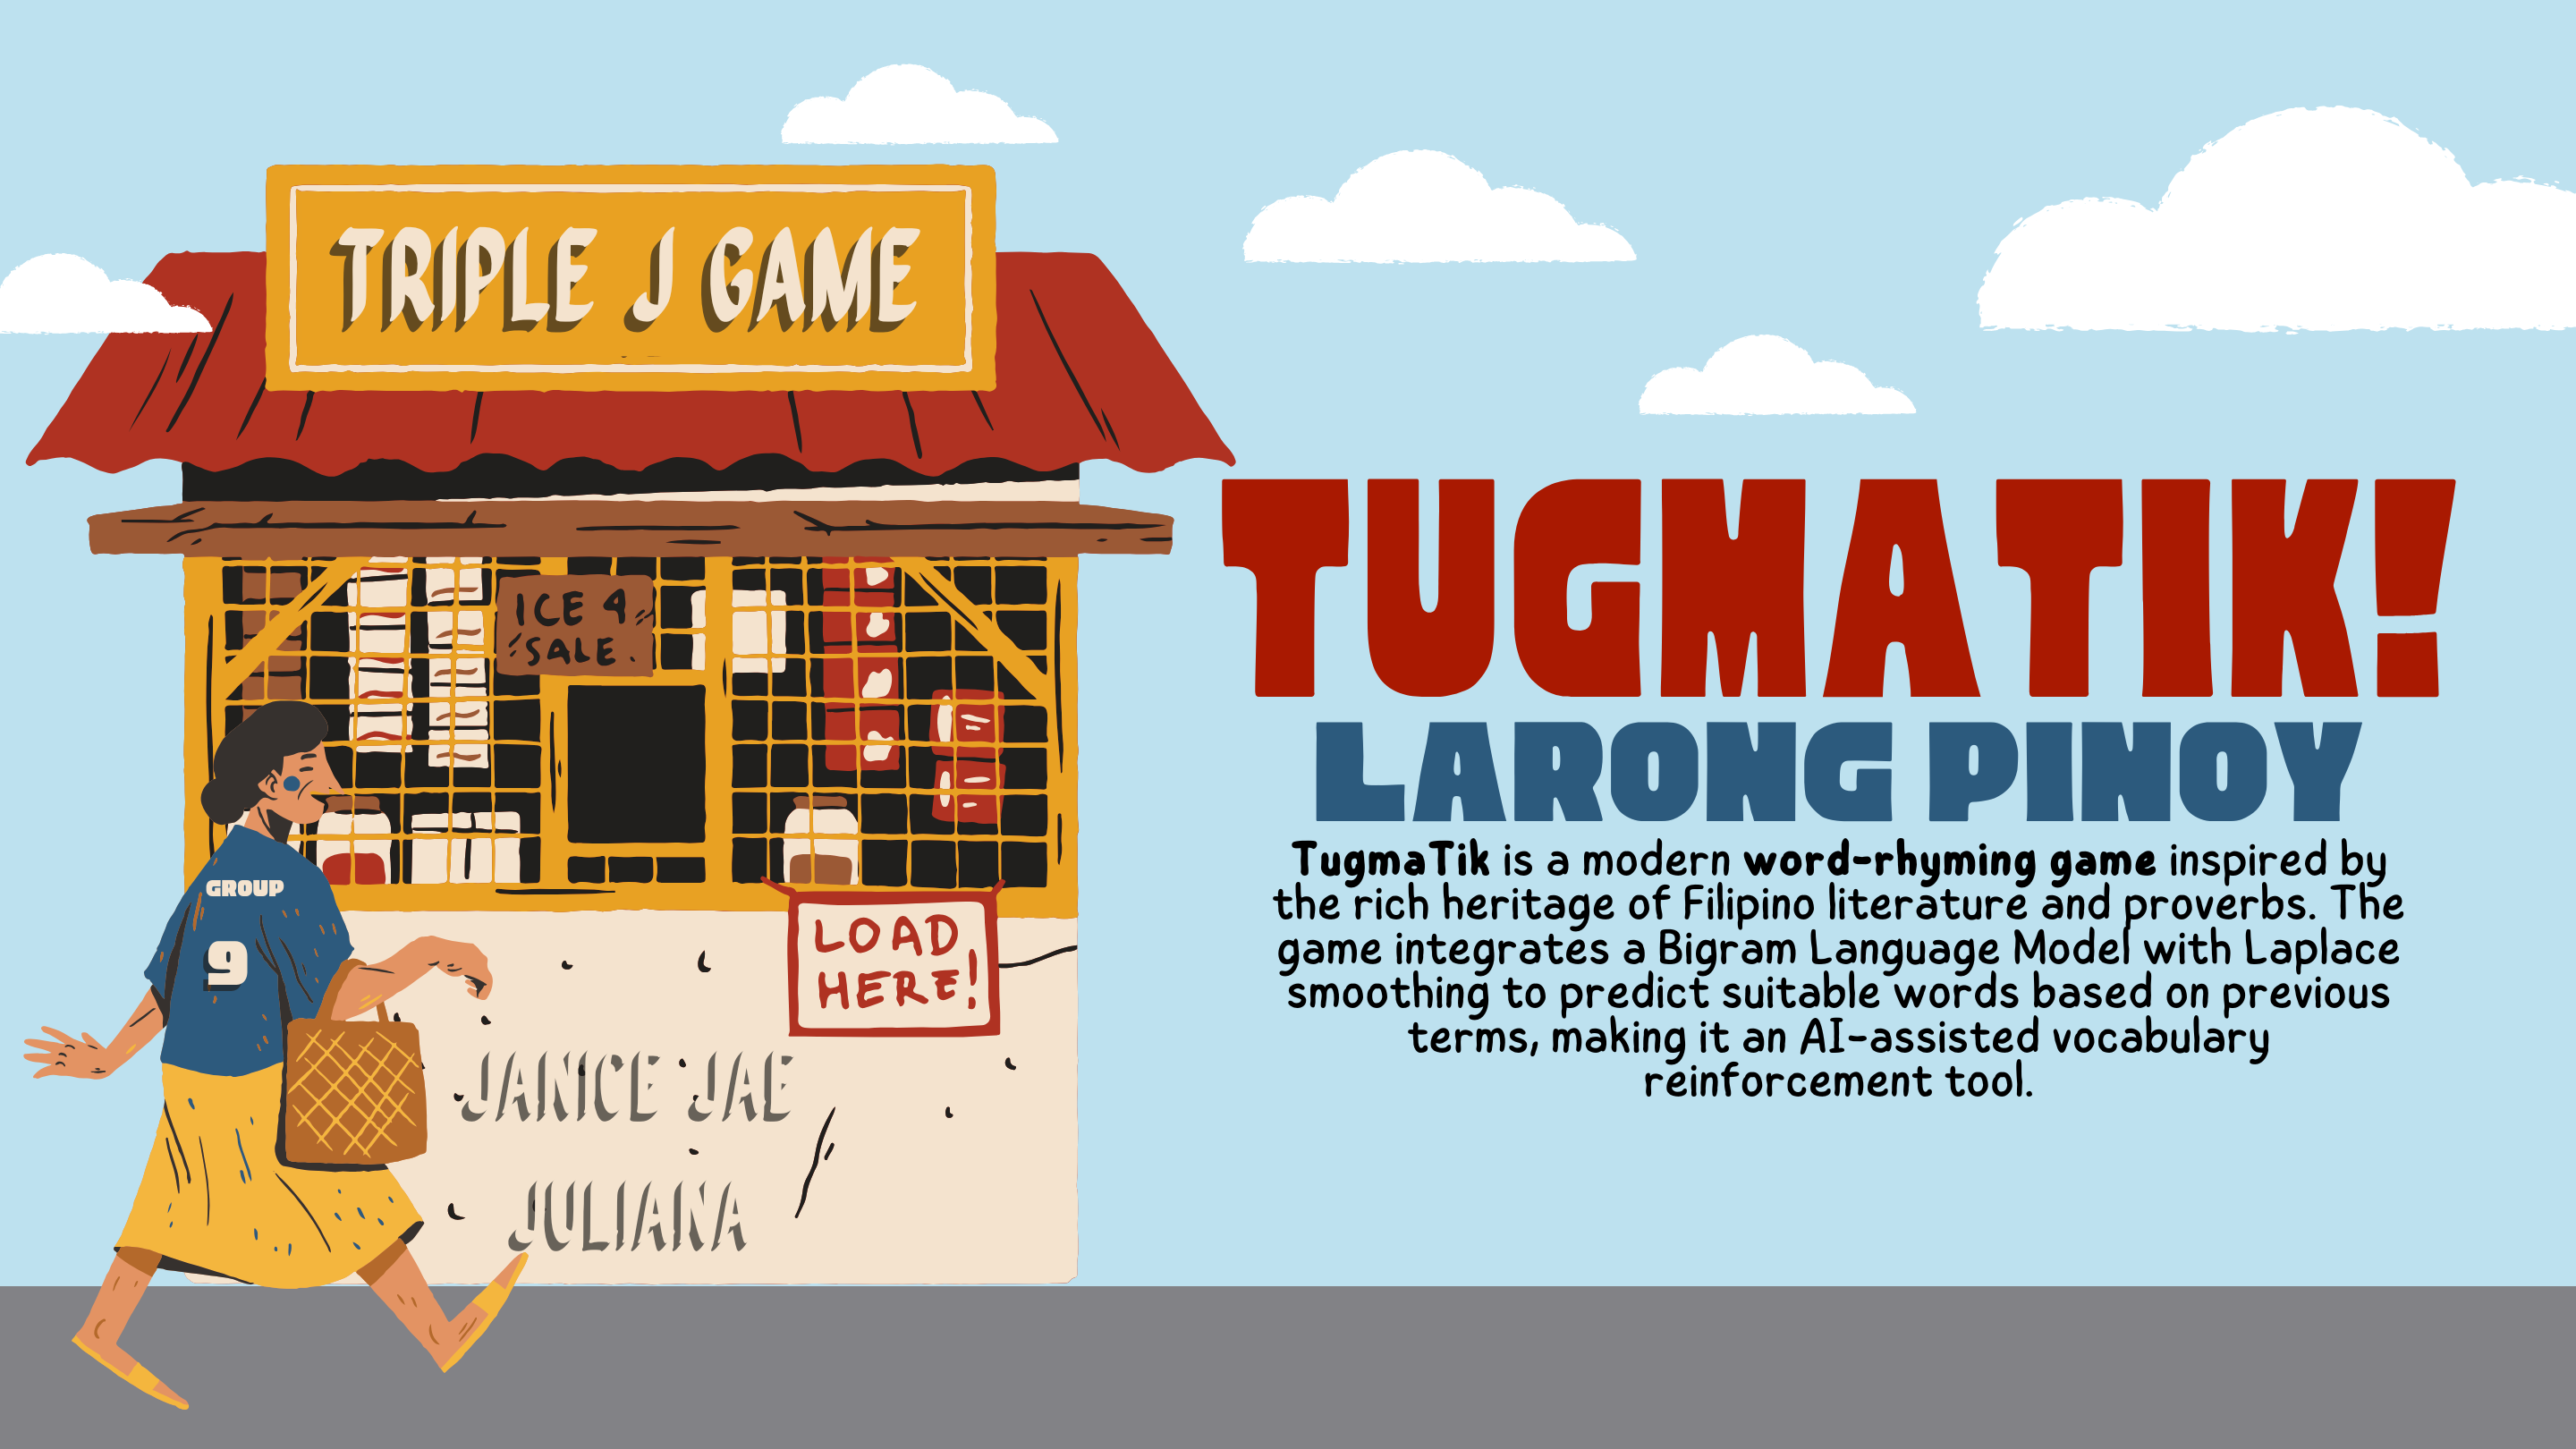 TRIPLE J GAME
ICE 4
SALE.
LOAD
HERE!
GROUP
9
JANICE JAE
JULIANA
TUGMATIK!
LARONG PINOY
TugmaTik is a modern word-rhyming game inspired by
the rich heritage of Filipino literature and proverbs. The
game integrates a Bigram Language Model with Laplace
smoothing to predict suitable words based on previous
terms, making it an AI-assisted vocabulary
reinforcement tool.